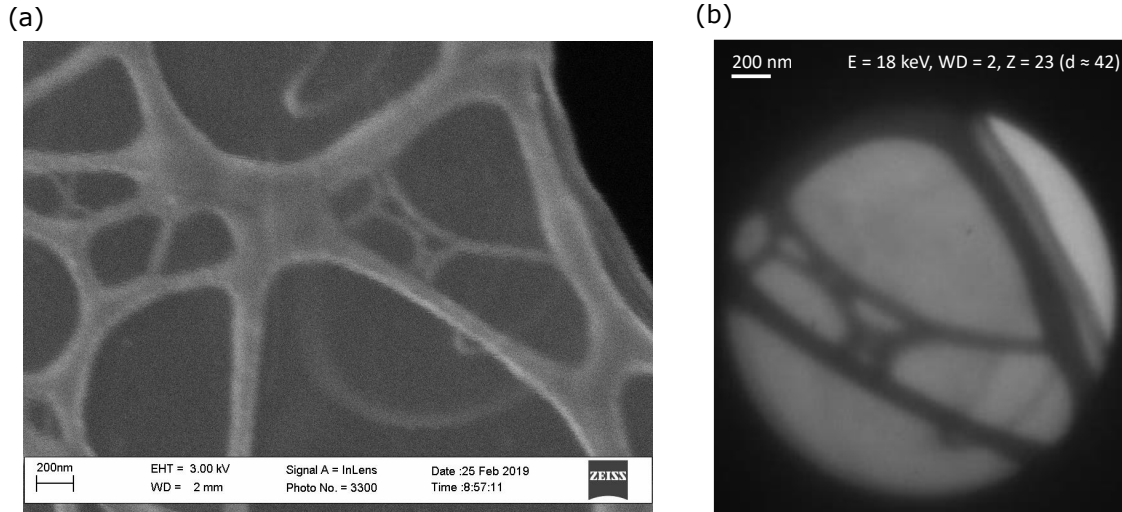 (a)
(b)
200 nm E = 18 keV, WD = 2, Z = 23 (d ≈ 42)
200nm EHT = 3.00 kV Signal A = InLens Date :25 Feb 2019 ZEISS
WD = 2 mm Photo No. = 3300 Time :8:57:11